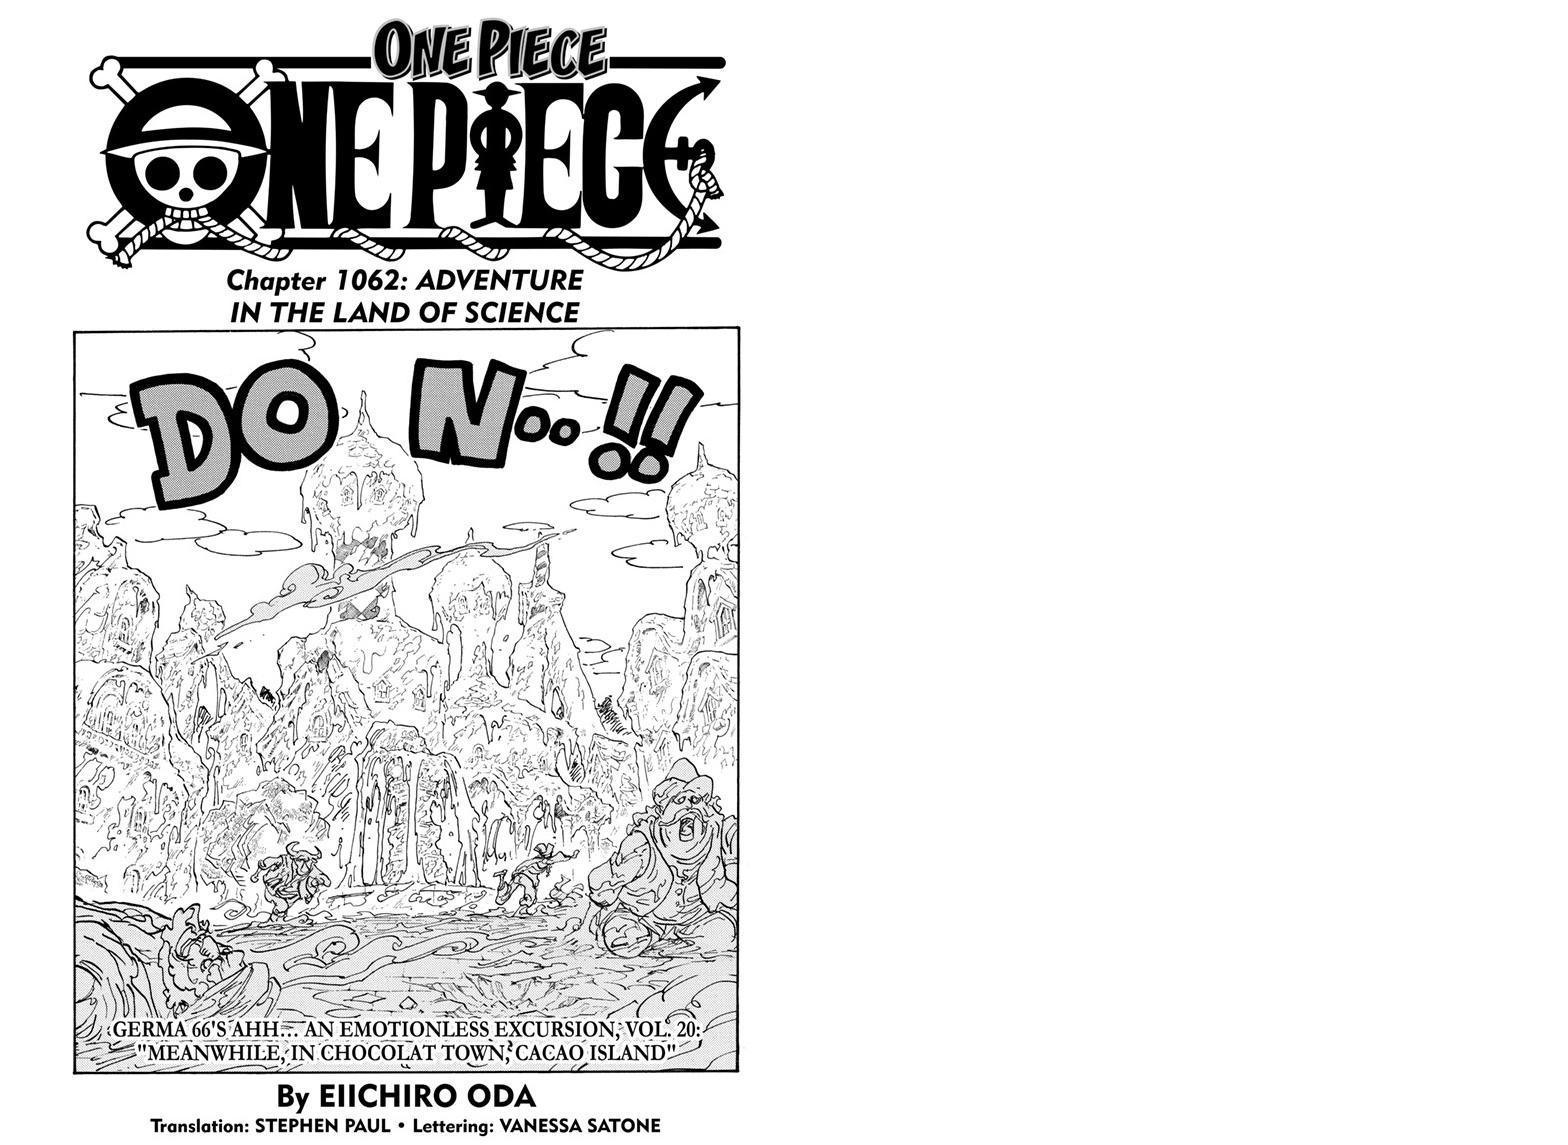 ONE PIECE
ONE PIECE
Chapter 1062: ADVENTURE
IN THE LAND OF SCIENCE
DO N..!!
GERMA 66'S AHH... AN EMOTIONLESS EXCURSION, VOL. 20:
"MEANWHILE, IN CHOCOLAT TOWN, CACAO ISLAND"
By EIICHIRO ODA
Translation: STEPHEN PAUL • Lettering: VANESSA SATONE